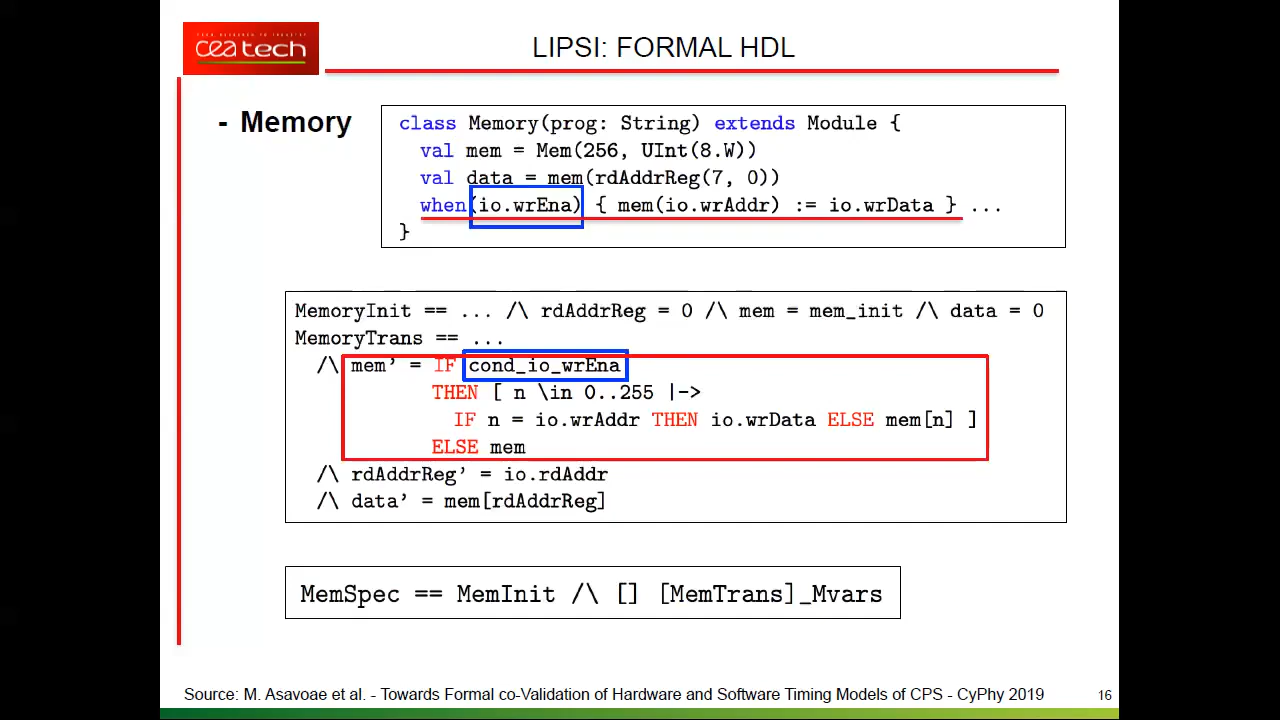 TECH RESEARCH TO INDUSTRY
ceatech
LIPSI: FORMAL HDL
- Memory
class Memory(prog: String) extends Module {
val mem = Mem(256, UInt(8.W))
val data = mem(rdAddrReg(7, 0))
when(io.wrEna) { mem(io.wrAddr) := io.wrData } ...
}
MemoryInit == ... /\ rdAddrReg = 0 /\ mem = mem_init /\ data = 0
MemoryTrans == ...
/\ mem’ = IF cond_io_wrEna
THEN [ n \in 0..255 |->
IF n = io.wrAddr THEN io.wrData ELSE mem[n] ]
ELSE mem
/\ rdAddrReg’ = io.rdAddr
/\ data’ = mem[rdAddrReg]
MemSpec == MemInit /\ [] [MemTrans]_Mvars
Source: M. Asavoae et al. - Towards Formal co-Validation of Hardware and Software Timing Models of CPS - CyPhy 2019
16